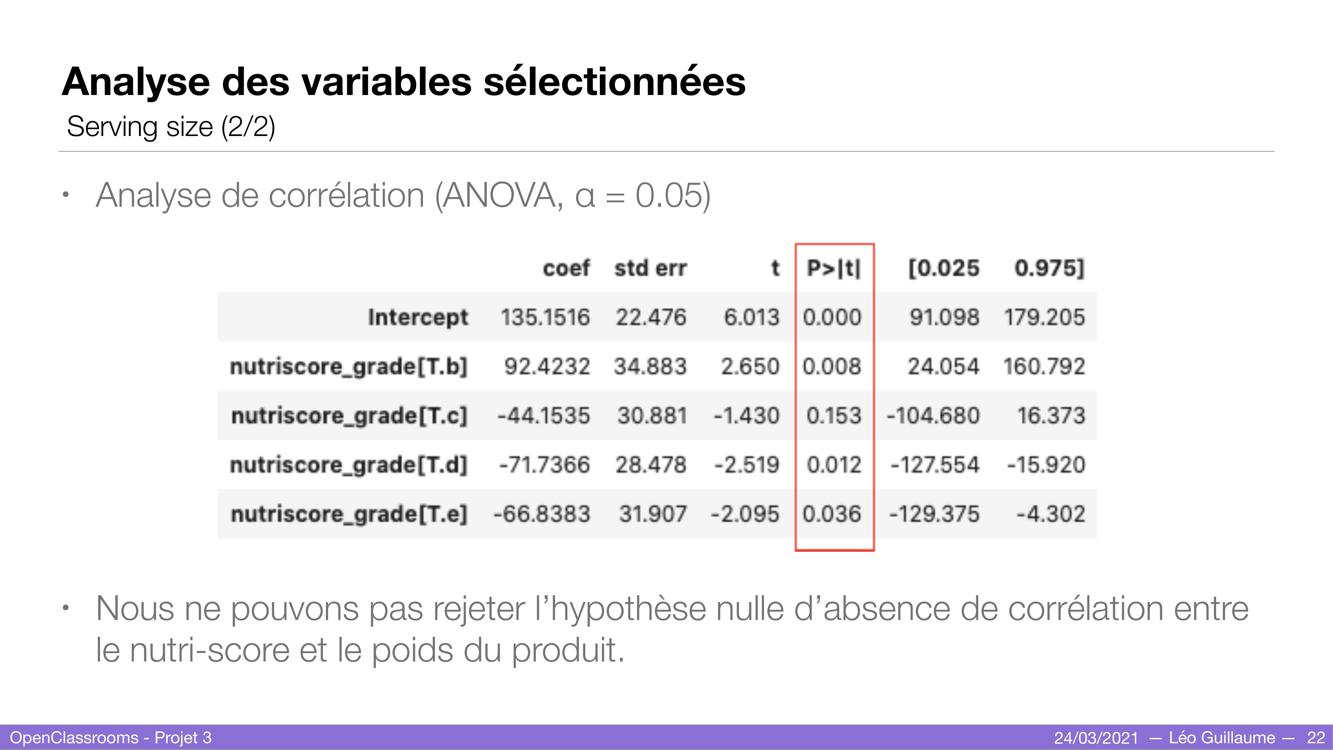 Analyse des variables sélectionnées
Serving size (2/2)
• Analyse de corrélation (ANOVA, α = 0.05)
coef std err t P>|t| [0.025 0.975]
Intercept 135.1516 22.476 6.013 0.000 91.098 179.205
nutriscore_grade[T.b] 92.4232 34.883 2.650 0.008 24.054 160.792
nutriscore_grade[T.c] -44.1535 30.881 -1.430 0.153 -104.680 16.373
nutriscore_grade[T.d] -71.7366 28.478 -2.519 0.012 -127.554 -15.920
nutriscore_grade[T.e] -66.8383 31.907 -2.095 0.036 -129.375 -4.302
• Nous ne pouvons pas rejeter l’hypothèse nulle d’absence de corrélation entre
le nutri-score et le poids du produit.
OpenClassrooms - Projet 3 24/03/2021 — Léo Guillaume — 22